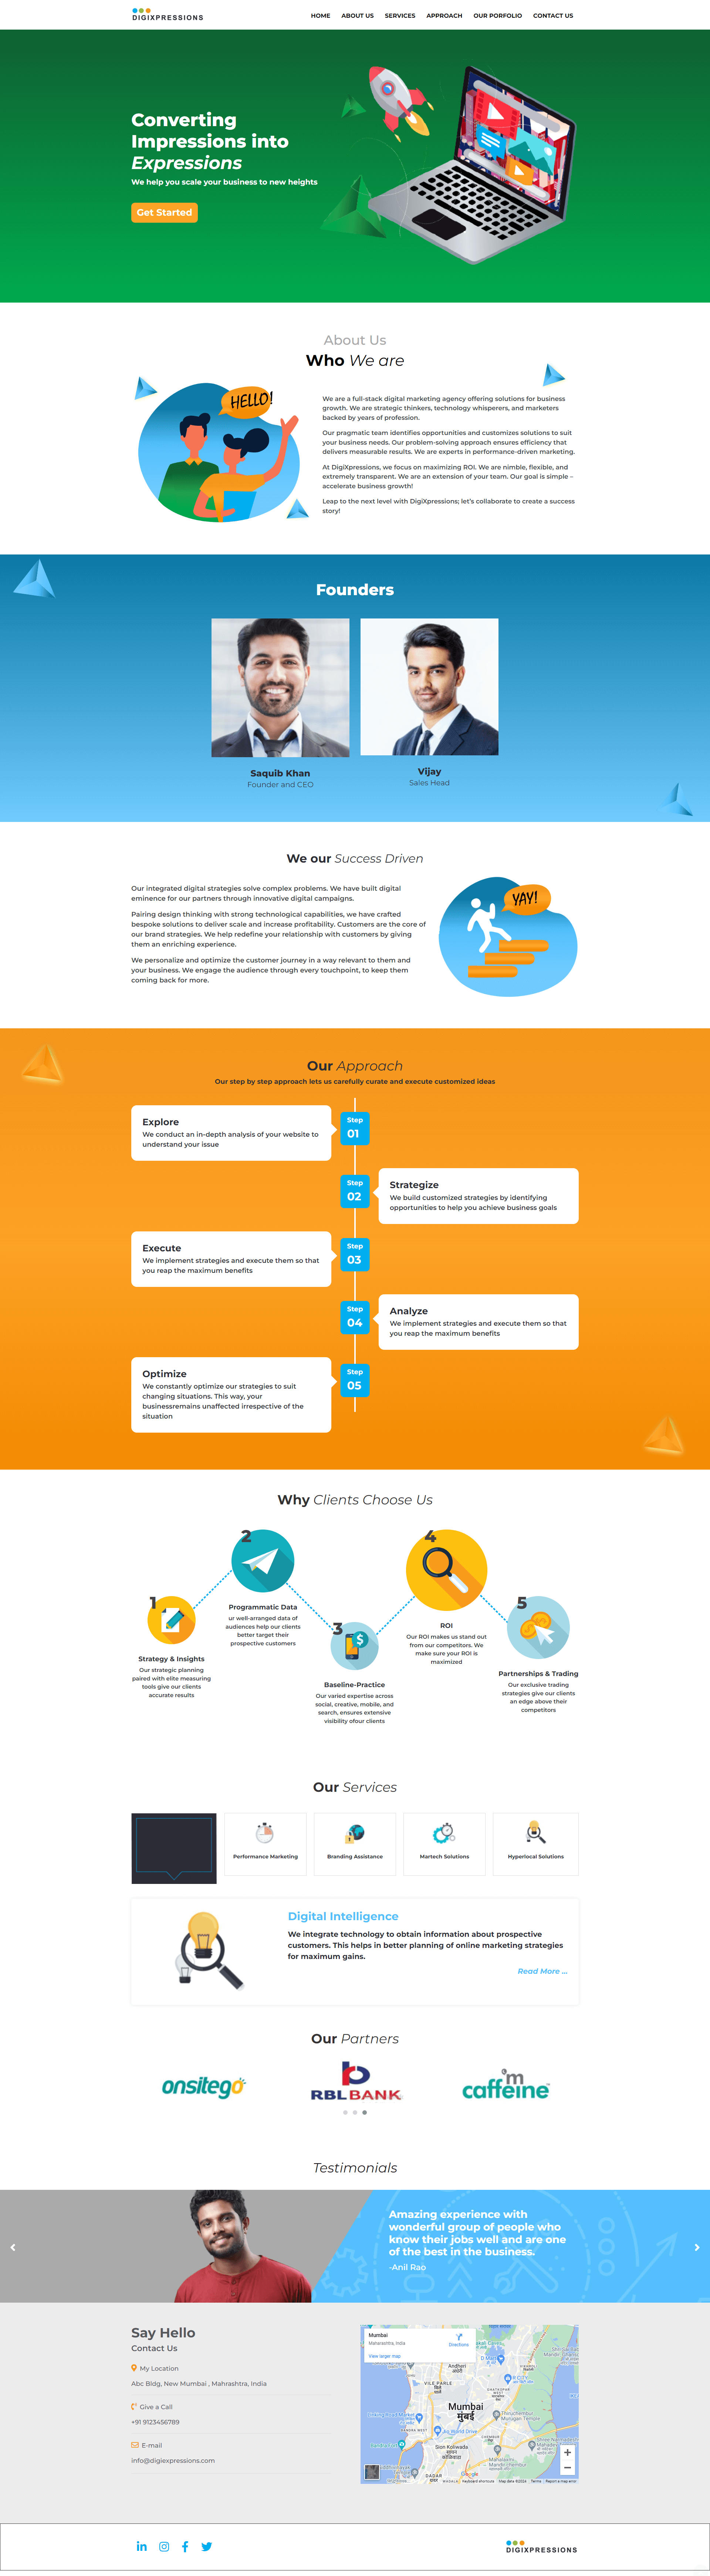 DIGIXPRESSIONS
HOME ABOUT US SERVICES APPROACH OUR PORFOLIO CONTACT US
Converting
Impressions into
Expressions
We help you scale your business to new heights
Get Started
About Us
Who We are
HELLO!
We are a full-stack digital marketing agency offering solutions for business
growth. We are strategic thinkers, technology whisperers, and marketers
backed by years of profession.
Our pragmatic team identifies opportunities and customizes solutions to suit
your business needs. Our problem-solving approach ensures efficiency that
delivers measurable results. We are experts in performance-driven marketing.
At DigiXpressions, we focus on maximizing ROI. We are nimble, flexible, and
extremely transparent. We are an extension of your team. Our goal is simple –
accelerate business growth!
Leap to the next level with DigiXpressions; let's collaborate to create a success
story!
Founders
Saquib Khan
Founder and CEO
Vijay
Sales Head
We our Success Driven
Our integrated digital strategies solve complex problems. We have built digital
eminence for our partners through innovative digital campaigns.
Pairing design thinking with strong technological capabilities, we have crafted
bespoke solutions to deliver scale and increase profitability. Customers are the core of
our brand strategies. We help redefine your relationship with customers by giving
them an enriching experience.
We personalize and optimize the customer journey in a way relevant to them and
your business. We engage the audience through every touchpoint, to keep them
coming back for more.
YAY!
Our Approach
Our step by step approach lets us carefully curate and execute customized ideas
Step
01
Explore
We conduct an in-depth analysis of your website to
understand your issue
Step
02
Strategize
We build customized strategies by identifying
opportunities to help you achieve business goals
Step
03
Execute
We implement strategies and execute them so that
you reap the maximum benefits
Step
04
Analyze
We implement strategies and execute them so that
you reap the maximum benefits
Step
05
Optimize
We constantly optimize our strategies to suit
changing situations. This way, your
businessremains unaffected irrespective of the
situation
Why Clients Choose Us
1
Strategy & Insights
Our strategic planning
paired with elite measuring
tools give our clients
accurate results
2
Programmatic Data
ur well-arranged data of
audiences help our clients
better target their
prospective customers
3
Baseline-Practice
Our varied expertise across
social, creative, mobile, and
search, ensures extensive
visibility ofour clients
4
ROI
Our ROI makes us stand out
from our competitors. We
make sure your ROI is
maximized
5
Partnerships & Trading
Our exclusive trading
strategies give our clients
an edge above their
competitors
Our Services
Performance Marketing
Branding Assistance
Martech Solutions
Hyperlocal Solutions
Digital Intelligence
We integrate technology to obtain information about prospective
customers. This helps in better planning of online marketing strategies
for maximum gains.
Read More ...
Our Partners
onsitego
RBLBANK
'm
caffeine
Testimonials
Amazing experience with
wonderful group of people who
know their jobs well and are one
of the best in the business.
-Anil Rao
Say Hello
Contact Us
My Location
Abc Bldg, New Mumbai , Mahrashtra, India
Give a Call
+91 9123456789
E-mail
info@digiexpressions.com
Mumbai
Maharashtra, India
Directions
View larger map
Andheri
VILE PARLE
Mumbai
मुंबई
Juhu World Drive
Sion Kolwada
DADAR
Google
Keyboard shortcuts Map data ©2024 Terms Report a map error
DIGIXPRESSIONS